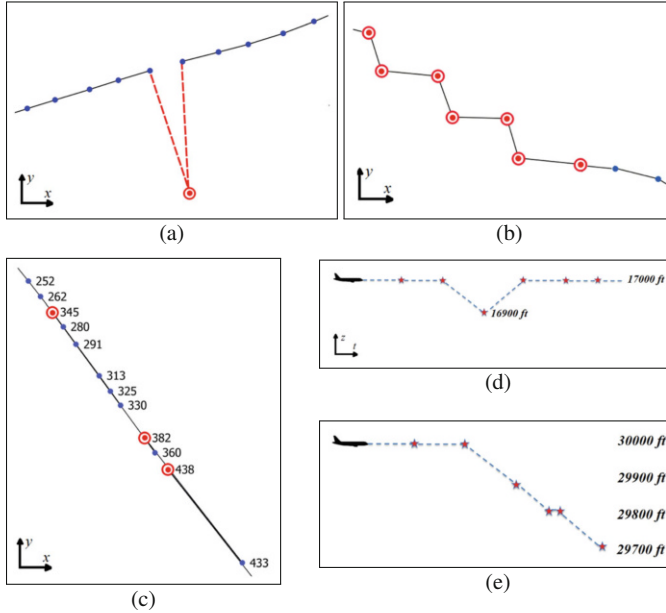 y
x
(a)
y
x
(b)
252
262
345
280
291
313
325
330
382
360
438
433
y
x
(c)
17000 ft
16900 ft
z
t
(d)
30000 ft
29900 ft
29800 ft
29700 ft
(e)